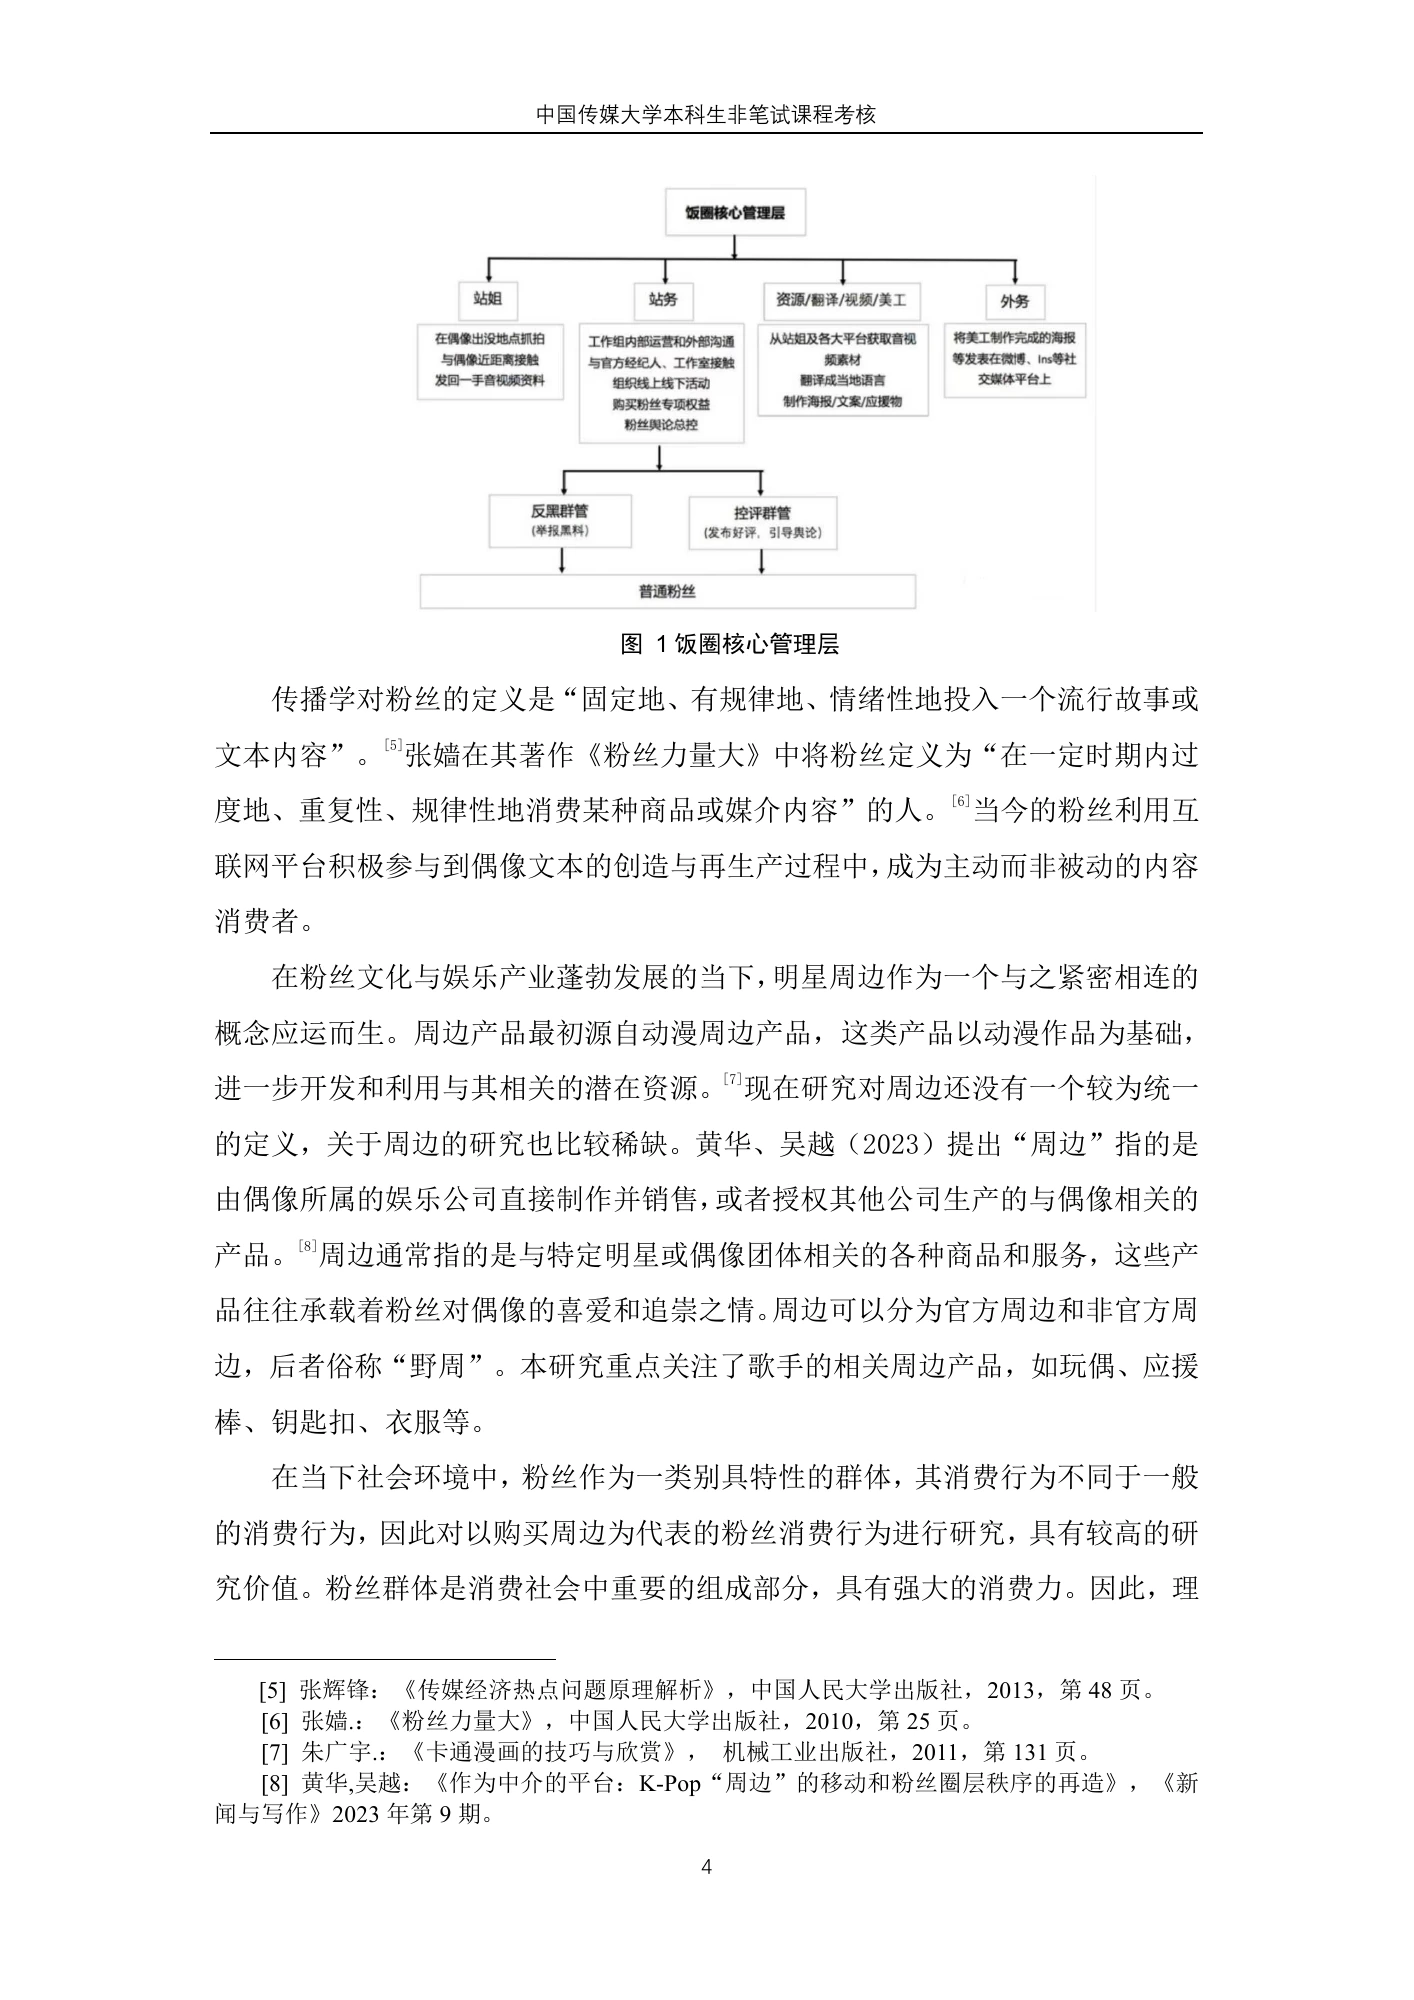 中国传媒大学本科生非笔试课程考核
饭圈核心管理层
站姐
在偶像出没地点抓拍
与偶像近距离接触
发回一手音视频资料
站务
工作组内部运营和外部沟通
与官方经纪人、工作室接触
组织线上线下活动
购买粉丝专项权益
粉丝舆论总控
资源/翻译/视频/美工
从站姐及各大平台获取音视
频素材
翻译成当地语言
制作海报/文案/应援物
外务
将美工制作完成的海报
等发表在微博、Ins等社
交媒体平台上
反黑群管
(举报黑料)
控评群管
(发布好评，引导舆论)
普通粉丝
图 1 饭圈核心管理层
传播学对粉丝的定义是“固定地、有规律地、情绪性地投入一个流行故事或
文本内容”。[5]张嫱在其著作《粉丝力量大》中将粉丝定义为“在一定时期内过
度地、重复性、规律性地消费某种商品或媒介内容”的人。[6]当今的粉丝利用互
联网平台积极参与到偶像文本的创造与再生产过程中，成为主动而非被动的内容
消费者。
在粉丝文化与娱乐产业蓬勃发展的当下，明星周边作为一个与之紧密相连的
概念应运而生。周边产品最初源自动漫周边产品，这类产品以动漫作品为基础，
进一步开发和利用与其相关的潜在资源。[7]现在研究对周边还没有一个较为统一
的定义，关于周边的研究也比较稀缺。黄华、吴越（2023）提出“周边”指的是
由偶像所属的娱乐公司直接制作并销售，或者授权其他公司生产的与偶像相关的
产品。[8]周边通常指的是与特定明星或偶像团体相关的各种商品和服务，这些产
品往往承载着粉丝对偶像的喜爱和追崇之情。周边可以分为官方周边和非官方周
边，后者俗称“野周”。本研究重点关注了歌手的相关周边产品，如玩偶、应援
棒、钥匙扣、衣服等。
在当下社会环境中，粉丝作为一类别具特性的群体，其消费行为不同于一般
的消费行为，因此对以购买周边为代表的粉丝消费行为进行研究，具有较高的研
究价值。粉丝群体是消费社会中重要的组成部分，具有强大的消费力。因此，理
[5] 张辉锋：《传媒经济热点问题原理解析》，中国人民大学出版社，2013，第 48 页。
[6] 张嫱.：《粉丝力量大》，中国人民大学出版社，2010，第 25 页。
[7] 朱广宇.：《卡通漫画的技巧与欣赏》， 机械工业出版社，2011，第 131 页。
[8] 黄华,吴越：《作为中介的平台：K-Pop“周边”的移动和粉丝圈层秩序的再造》，《新
闻与写作》2023 年第 9 期。
4